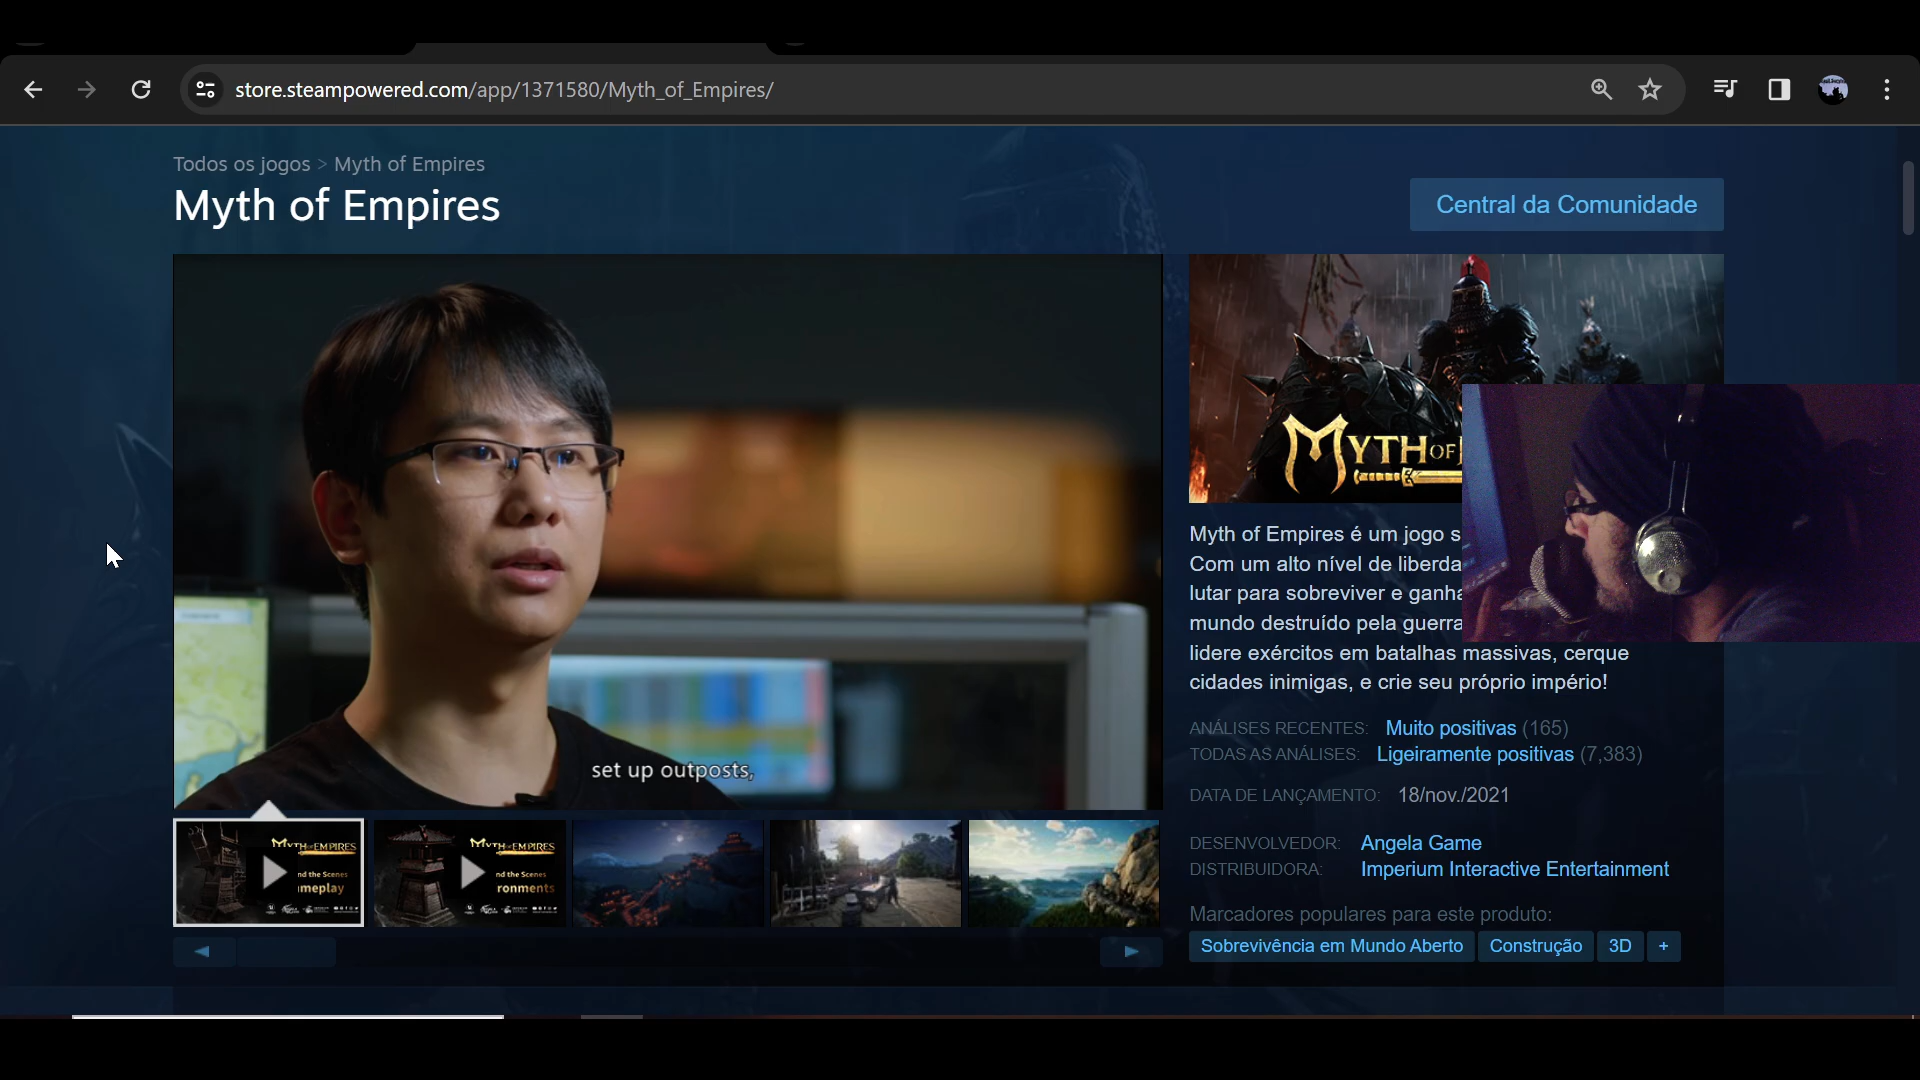 store.steampowered.com/app/1371580/Myth_of_Empires/
Todos os jogos > Myth of Empires
Myth of Empires
Central da Comunidade
MYTH OF
Myth of Empires é um jogo
Com um alto nível de
lutar para sobreviver e
mundo destruído pela guerra
lidere exércitos em batalhas massivas, cerque
cidades inimigas, e crie seu próprio império!
set up outposts,
ANÁLISES RECENTES: Muito positivas (165)
TODAS AS ANÁLISES: Ligeiramente positivas (7,383)
DATA DE LANÇAMENTO: 18/nov./2021
DESENVOLVEDOR: Angela Game
DISTRIBUIDORA: Imperium Interactive Entertainment
Marcadores populares para este produto:
Sobrevivência em Mundo Aberto Construção 3D +
MYTH OF EMPIRES
nd the Scenes
meplay
MYTH OF EMPIRES
nd the Scenes
ronments